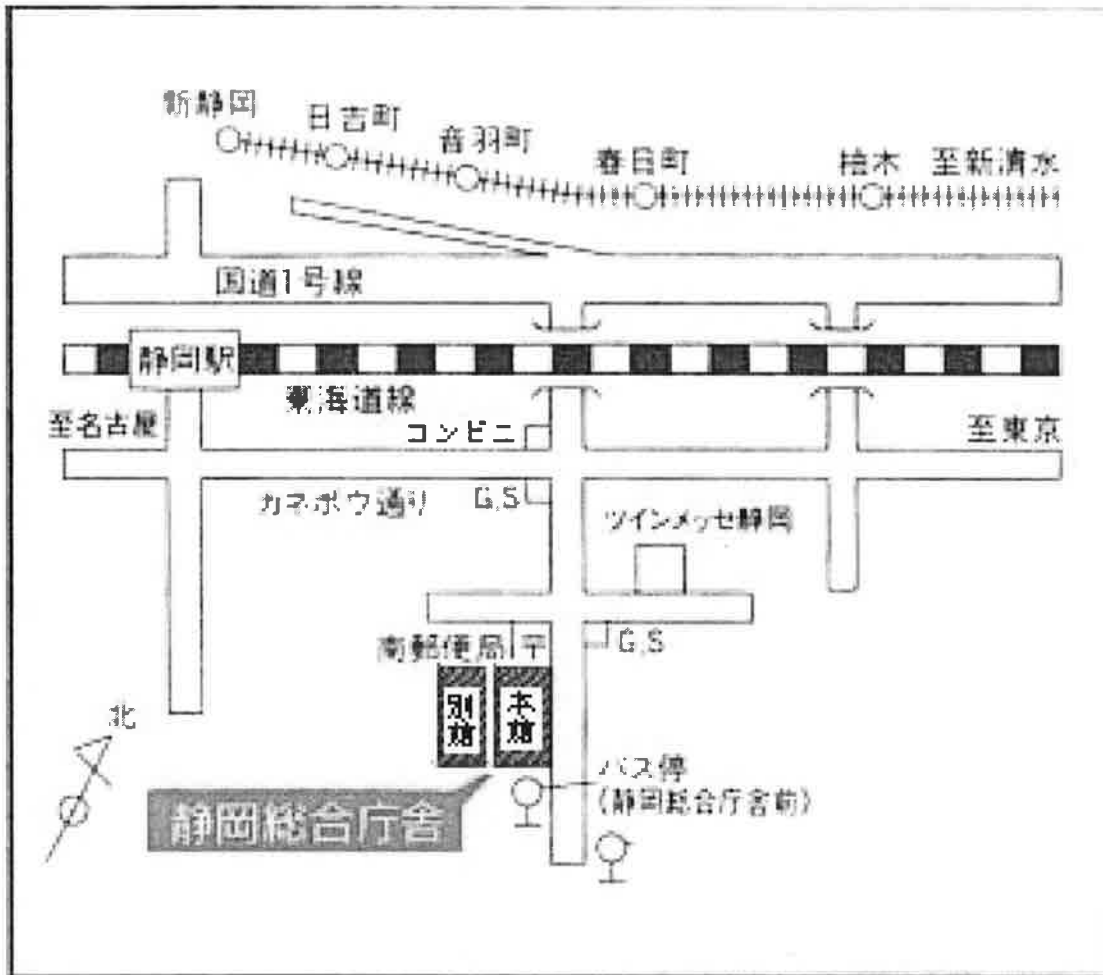 新静岡
日吉町
音羽町
春日町
柚木
至新清水
国道1号線
静岡駅
東海道線
至名古屋
コンビニ
至東京
カネボウ通り
G,S
ツインメッセ静岡
南郵便局
〒
G,S
別館
本館
北
バス停
(静岡総合庁舎前)
静岡総合庁舎